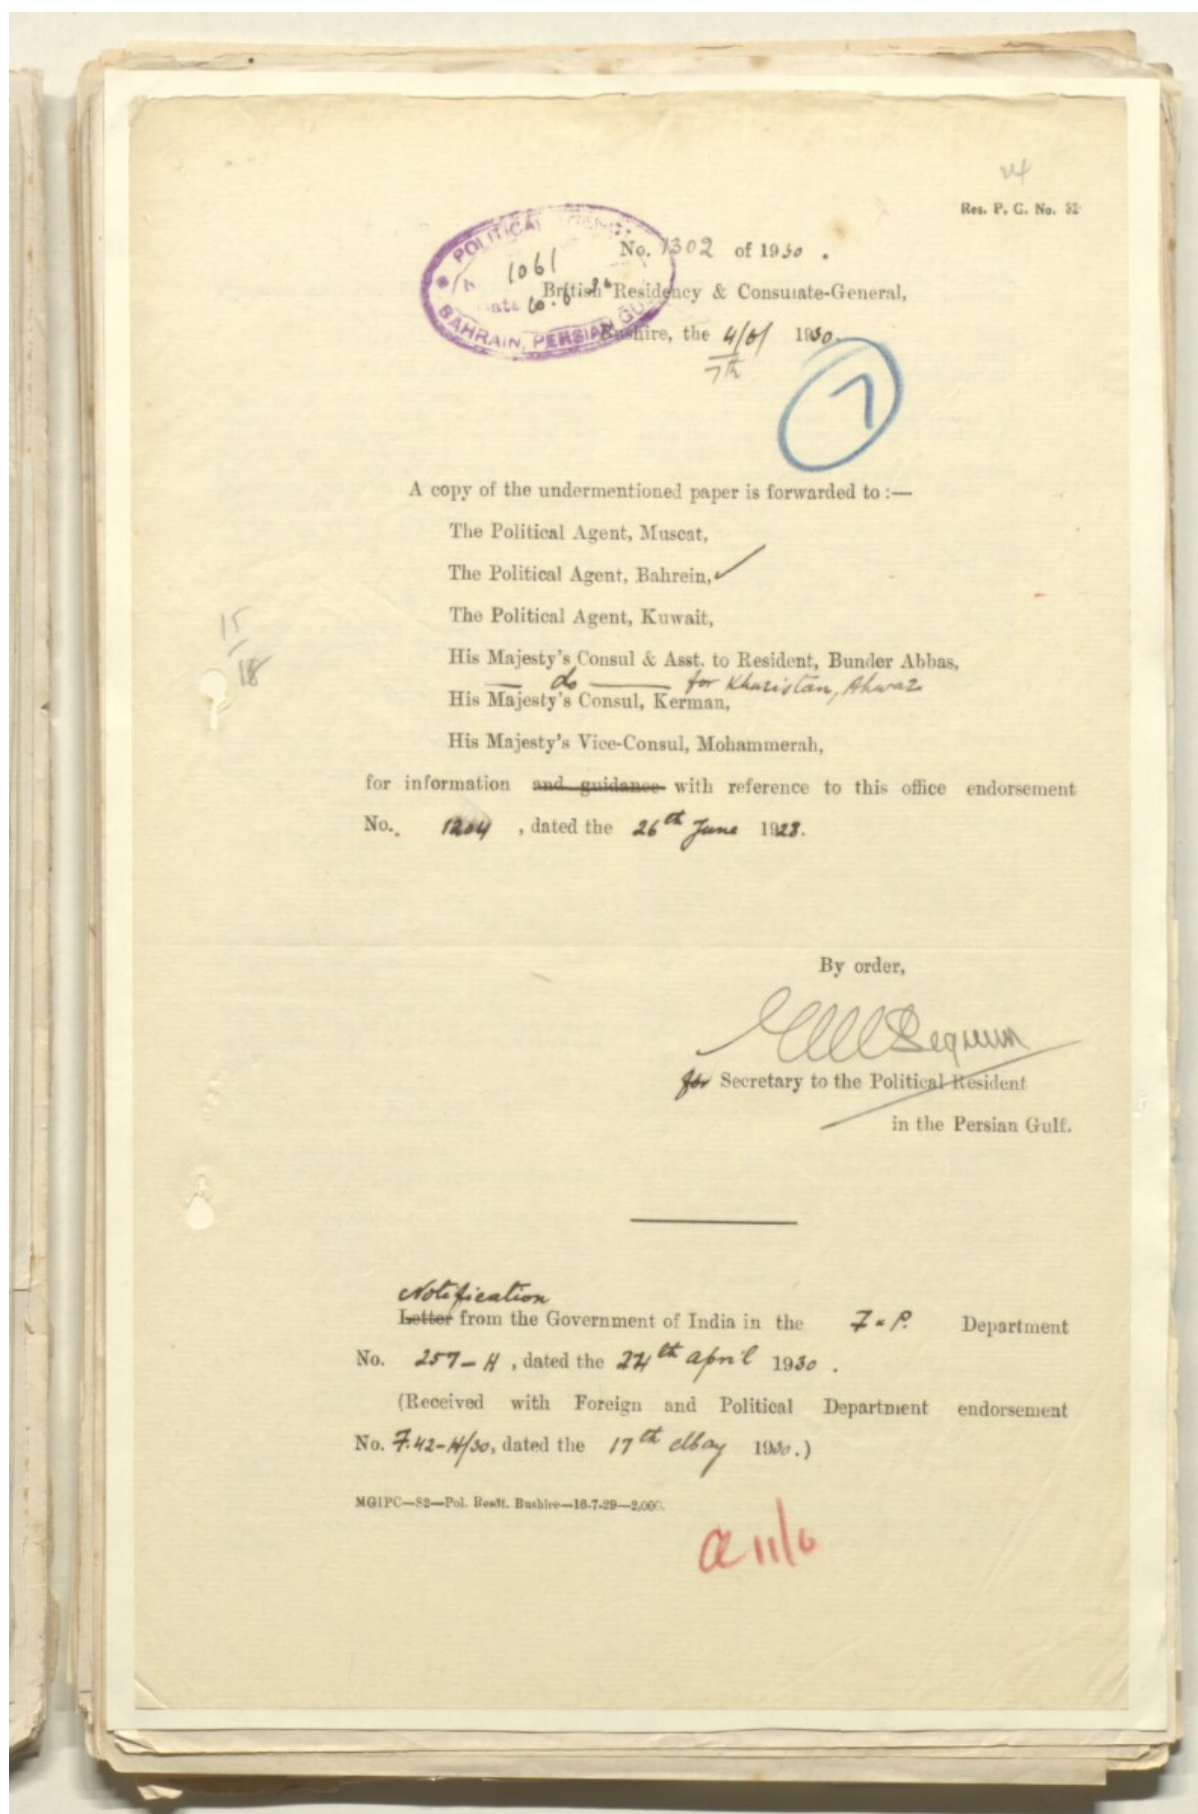 Res. P. G. No. 52
POLITICAL
No. 1302 of 1930.
1061
British Residency & Consulate-General,
BAHRAIN, PERSIAN GU
Bushire, the 4/6/ 1930.
7th
7
A copy of the undermentioned paper is forwarded to :—
The Political Agent, Muscat,
The Political Agent, Bahrein,
The Political Agent, Kuwait,
15
18
His Majesty's Consul & Asst. to Resident, Bunder Abbas,
— do — for Khuzistan, Ahwaz
His Majesty's Consul, Kerman,
His Majesty's Vice-Consul, Mohammerah,
for information and guidance with reference to this office endorsement
No. 1204, dated the 26th June 1928.
By order,
for Secretary to the Political Resident
in the Persian Gulf.
Notification
Letter from the Government of India in the F & P. Department
No. 257-H, dated the 24th April 1930.
(Received with Foreign and Political Department endorsement
No. F.42-H/30, dated the 17th May 1930.)
MGIPC—S2—Pol. Resdt. Bushire—16-7-29—2,000.
11/6